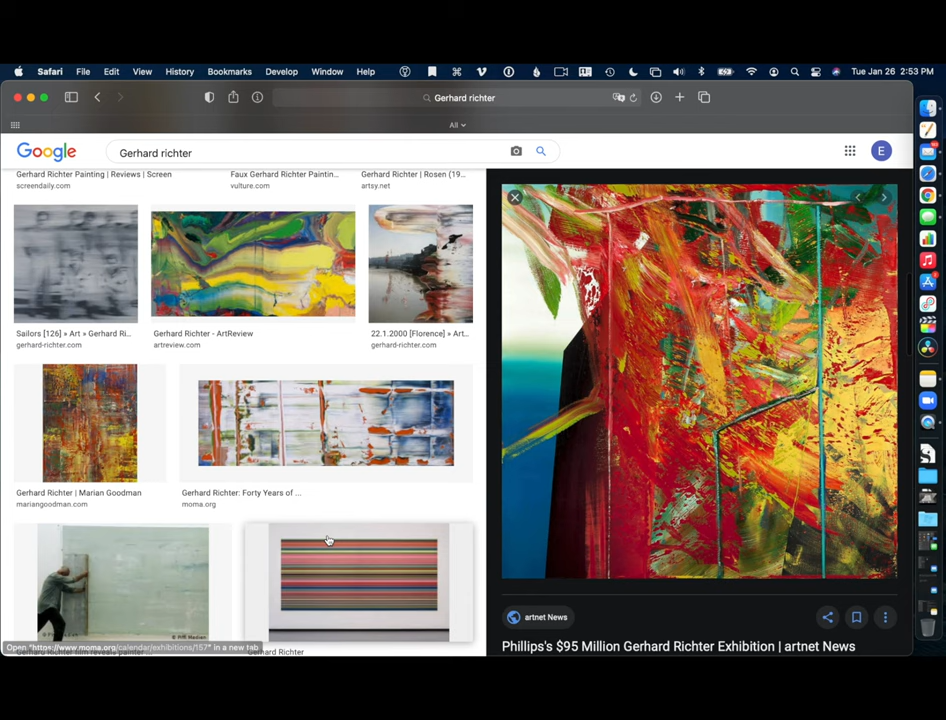 Safari File Edit View History Bookmarks Develop Window Help Tue Jan 26 2:53 PM
Gerhard richter
All
Google Gerhard richter E
Gerhard Richter Painting | Reviews | Screen
screendaily.com
Faux Gerhard Richter Paintin...
vulture.com
Gerhard Richter | Rosen (19...
artsy.net
Sailors [126] » Art » Gerhard Ri...
gerhard-richter.com
Gerhard Richter - ArtReview
artreview.com
22.1.2000 [Florence] » Art...
gerhard-richter.com
Gerhard Richter | Marian Goodman
mariangoodman.com
Gerhard Richter: Forty Years of ...
moma.org
Open "https://www.moma.org/calendar/exhibitions/157" in a new tab
Gerhard Richter
artnet News
Phillips's $95 Million Gerhard Richter Exhibition | artnet News